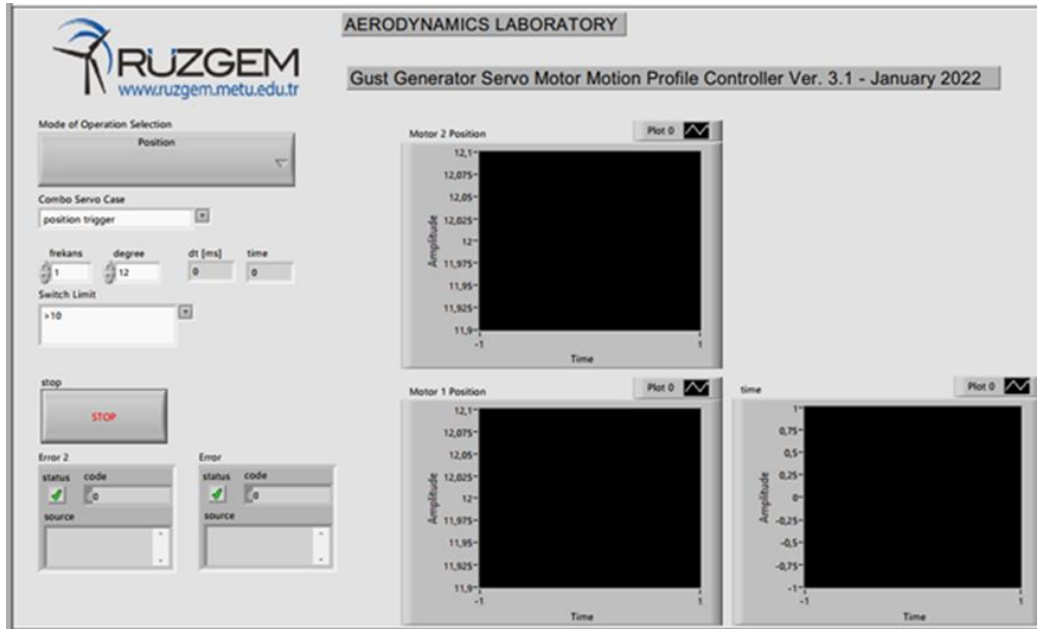 AERODYNAMICS LABORATORY
RÜZGEM
www.ruzgem.metu.edu.tr
Gust Generator Servo Motor Motion Profile Controller Ver. 3.1 - January 2022
Mode of Operation Selection
Position
Combo Servo Case
position trigger
frekans degree dt [ms] time
1 12 0 0
Switch Limit
>10
stop
STOP
Error 2
status code
0
source
Error
status code
0
source
Motor 2 Position
Plot 0
12,1
12,075
12,05
12,025
12
11,975
11,95
11,925
11,9
Amplitude
-1 1
Time
Motor 1 Position
Plot 0
12,1
12,075
12,05
12,025
12
11,975
11,95
11,925
11,9
Amplitude
-1 1
Time
time
Plot 0
1
0,75
0,5
0,25
0
-0,25
-0,5
-0,75
-1
Amplitude
-1 1
Time